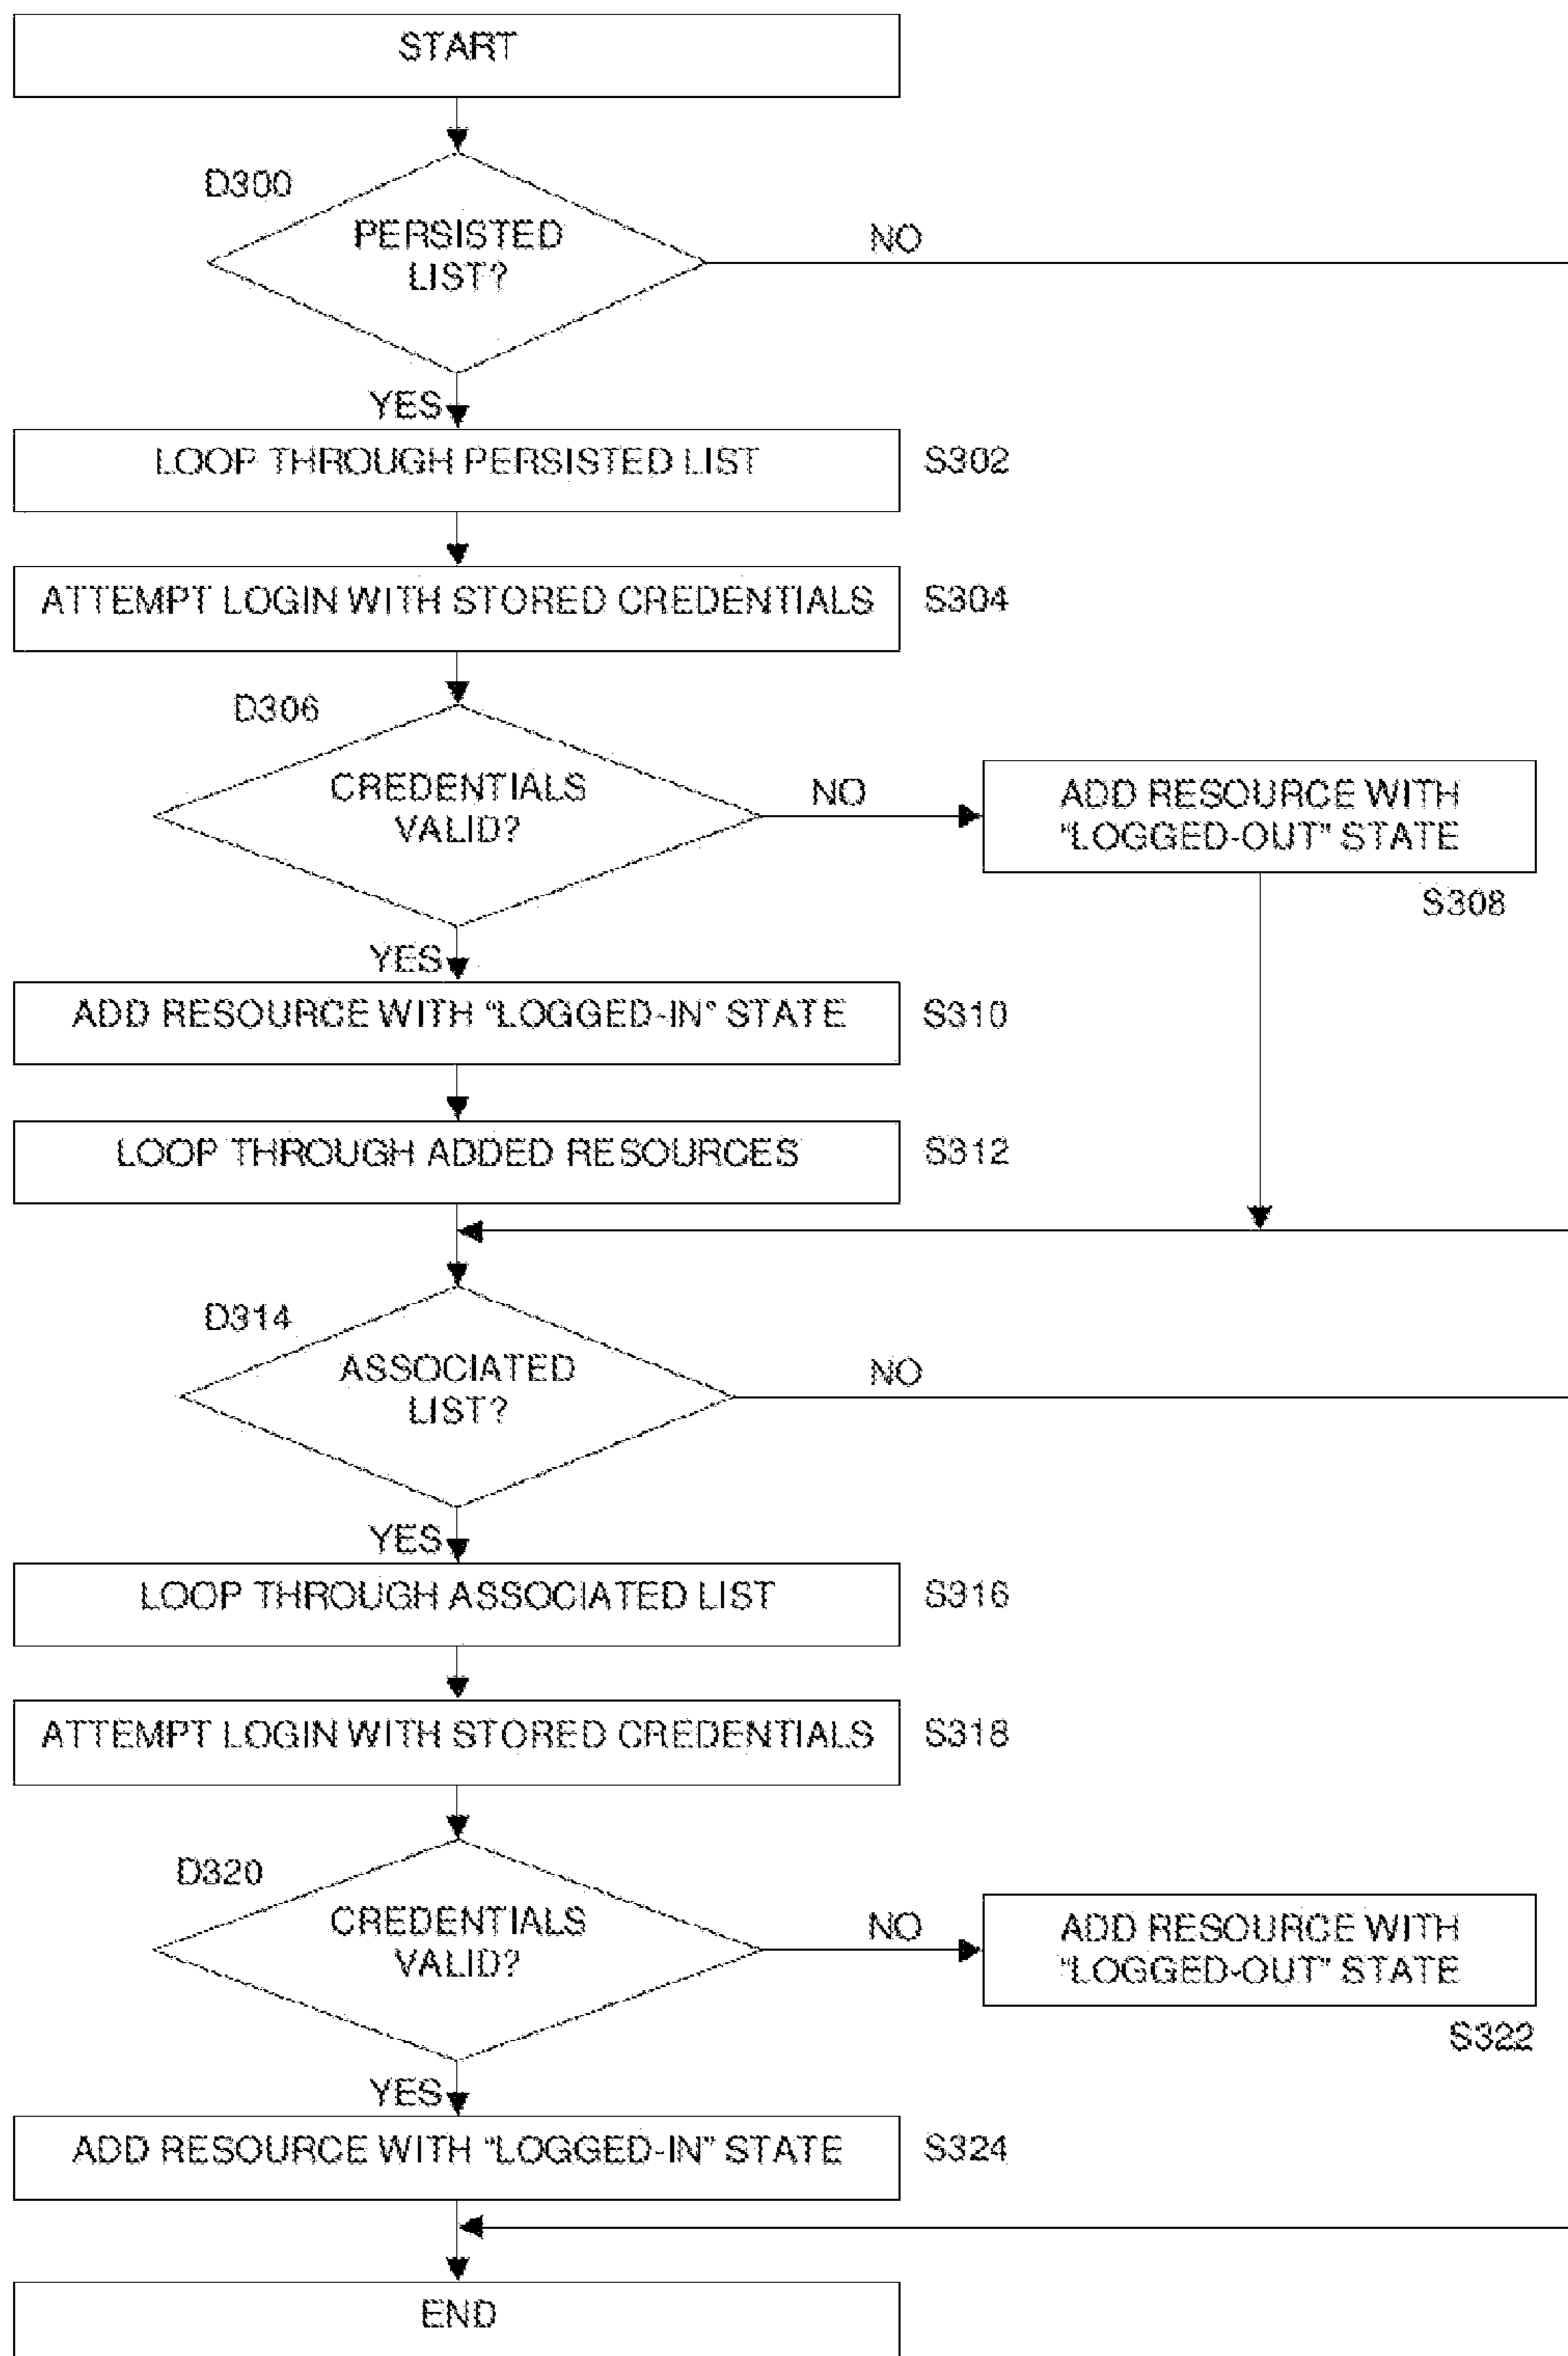 START
D300
PERSISTED
LIST?
NO
YES
LOOP THROUGH PERSISTED LIST
S302
ATTEMPT LOGIN WITH STORED CREDENTIALS
S304
D306
CREDENTIALS
VALID?
NO
ADD RESOURCE WITH
"LOGGED-OUT" STATE
S308
YES
ADD RESOURCE WITH "LOGGED-IN" STATE
S310
LOOP THROUGH ADDED RESOURCES
S312
D314
ASSOCIATED
LIST?
NO
YES
LOOP THROUGH ASSOCIATED LIST
S316
ATTEMPT LOGIN WITH STORED CREDENTIALS
S318
D320
CREDENTIALS
VALID?
NO
ADD RESOURCE WITH
"LOGGED-OUT" STATE
S322
YES
ADD RESOURCE WITH "LOGGED-IN" STATE
S324
END